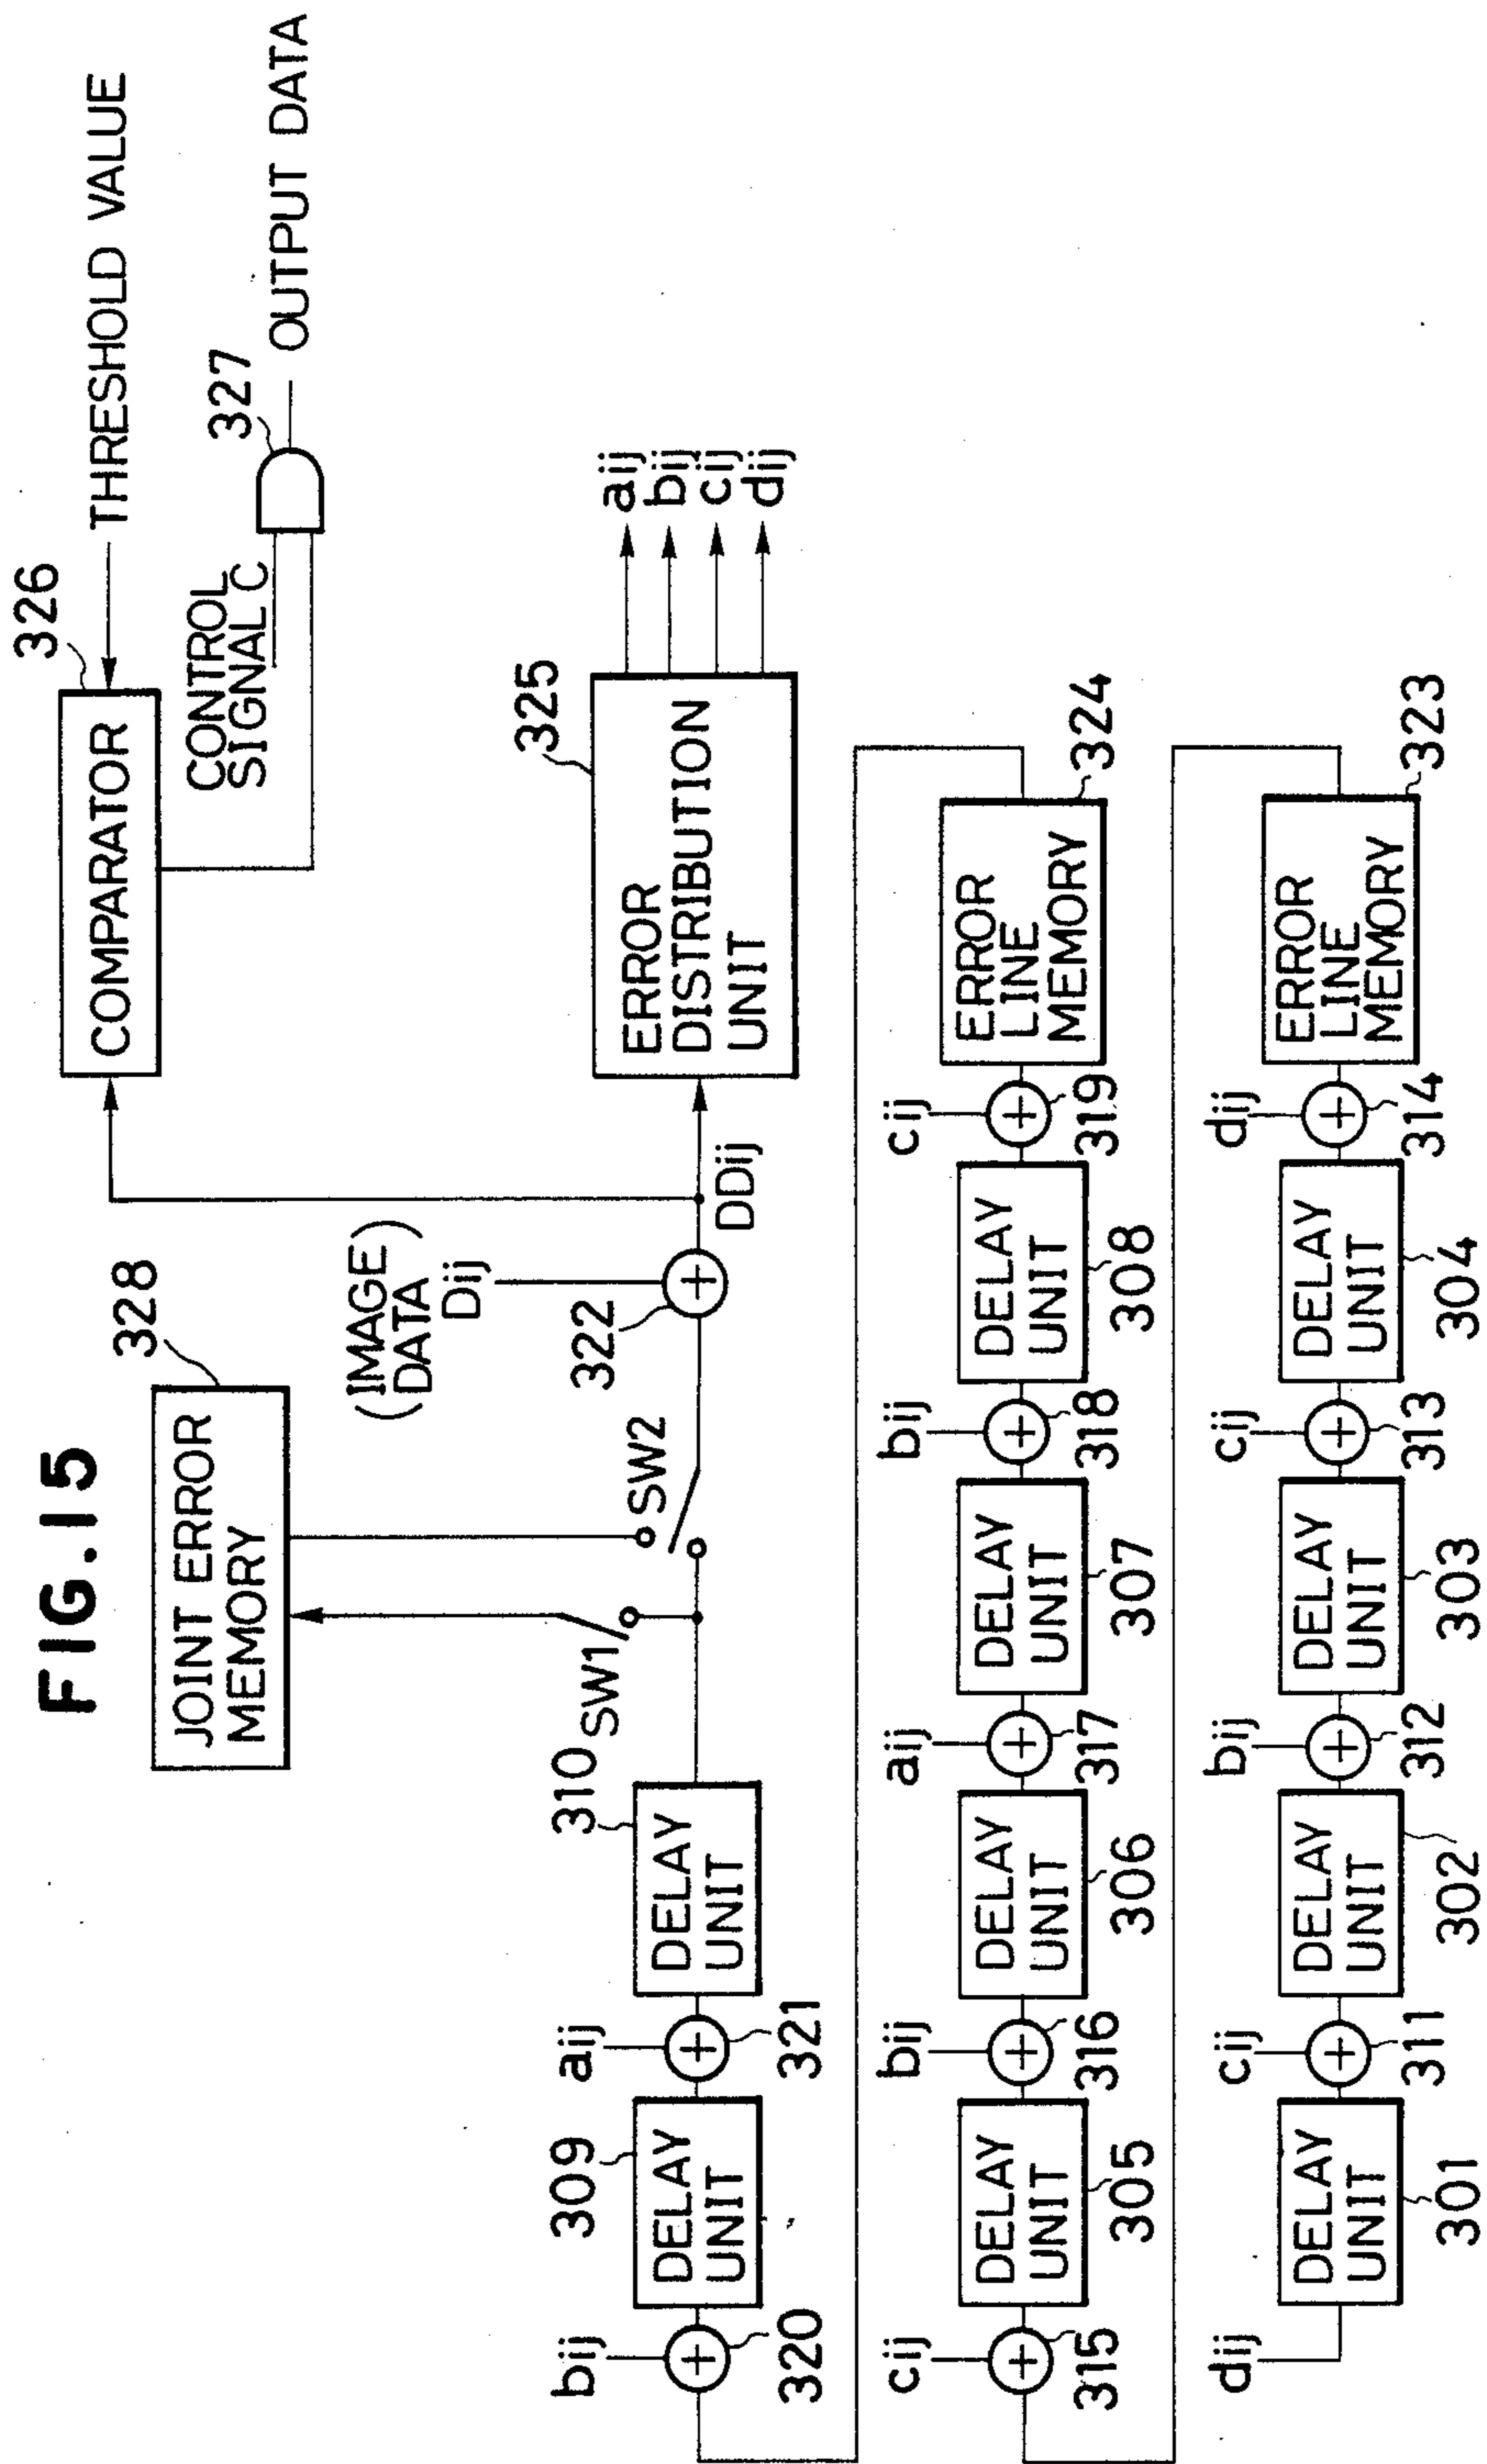 FIG.15
328
JOINT ERROR
MEMORY
SW1
SW2
(IMAGE
DATA)
Dij
322
DDij
326
COMPARATOR
THRESHOLD VALUE
CONTROL
SIGNAL C
327
OUTPUT DATA
325
ERROR
DISTRIBUTION
UNIT
aij
bij
cij
dij
bij
320
309
DELAY
UNIT
aij
321
310
DELAY
UNIT
cij
315
DELAY
UNIT
305
bij
316
DELAY
UNIT
306
aij
317
DELAY
UNIT
307
bij
318
DELAY
UNIT
308
cij
319
ERROR
LINE
MEMORY
324
dij
DELAY
UNIT
301
cij
311
DELAY
UNIT
302
bij
312
DELAY
UNIT
303
cij
313
DELAY
UNIT
304
dij
314
ERROR
LINE
MEMORY
323